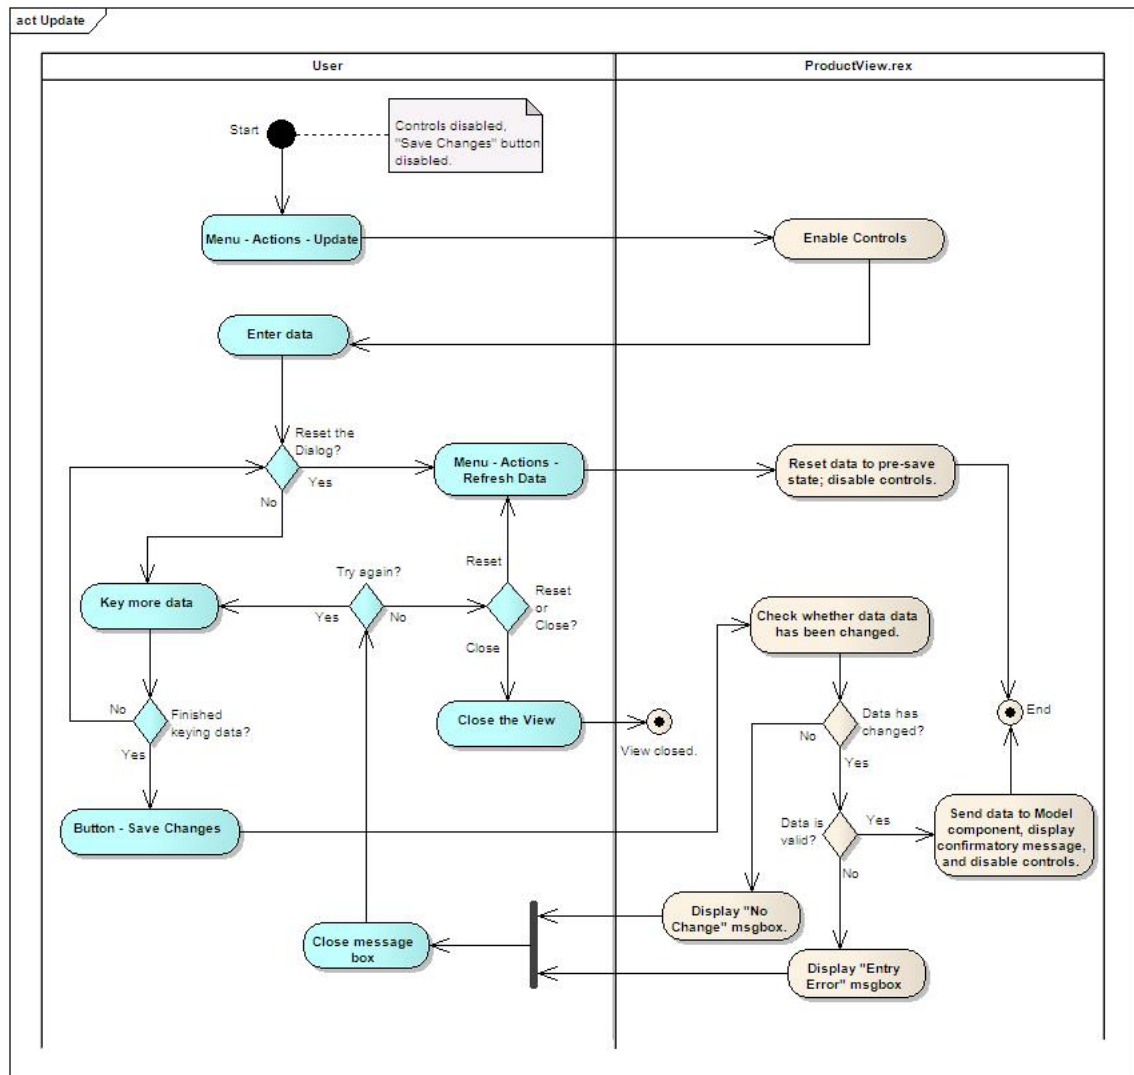 act Update
User
ProductView.rex
Start
Controls disabled,
"Save Changes" button
disabled.
Menu - Actions - Update
Enable Controls
Enter data
Reset the
Dialog?
Yes
No
Menu - Actions -
Refresh Data
Reset data to pre-save
state; disable controls.
Key more data
Try again?
Yes
No
Reset
Reset
or
Close?
Close
Check whether data data
has been changed.
No
Finished
keying data?
Yes
Close the View
View closed.
Data has
changed?
No
Yes
End
Button - Save Changes
Data is
valid?
Yes
No
Send data to Model
component, display
confirmatory message,
and disable controls.
Display "No
Change" msgbox.
Close message
box
Display "Entry
Error" msgbox